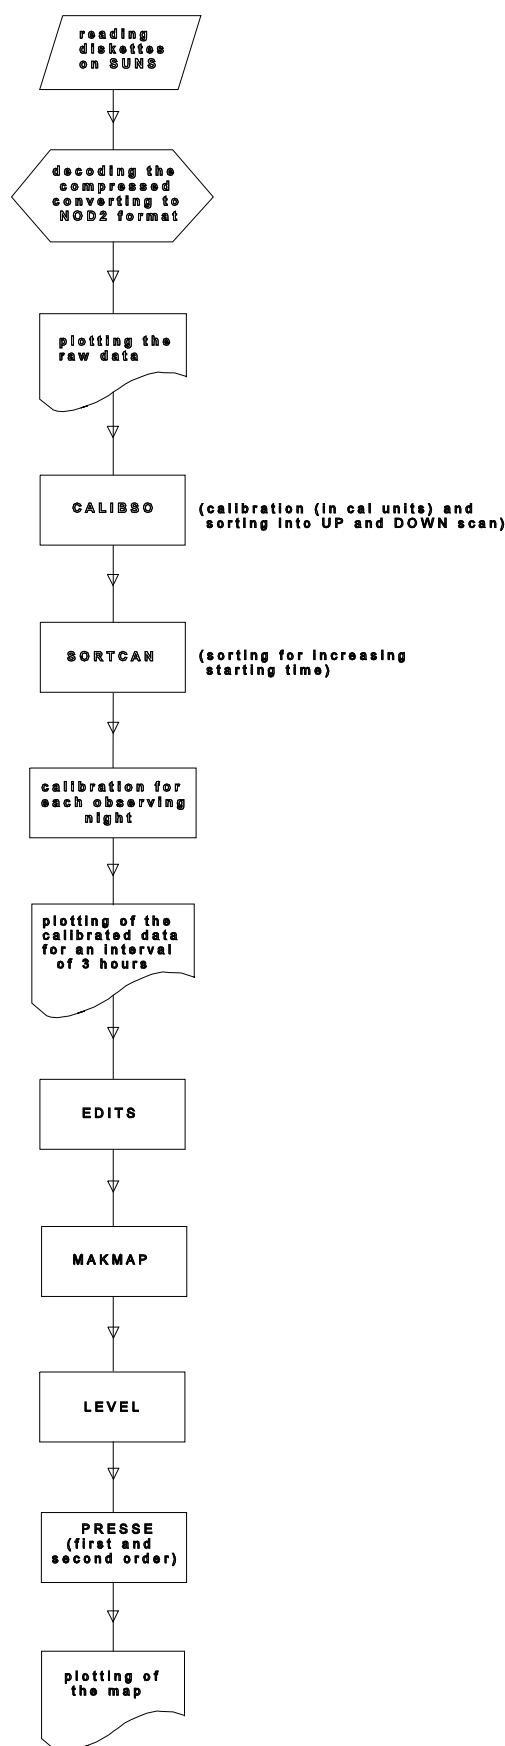 reading
diskettes
on SUNS
decoding the
compressed
converting to
NOD2 format
plotting the
raw data
CALIBSO
(calibration (in cal units) and
sorting into UP and DOWN scan)
SORTCAN
(sorting for increasing
starting time)
calibration for
each observing
night
plotting of the
calibrated data
for an interval
of 3 hours
EDITS
MAKMAP
LEVEL
PRESSE
(first and
second order)
plotting of
the map